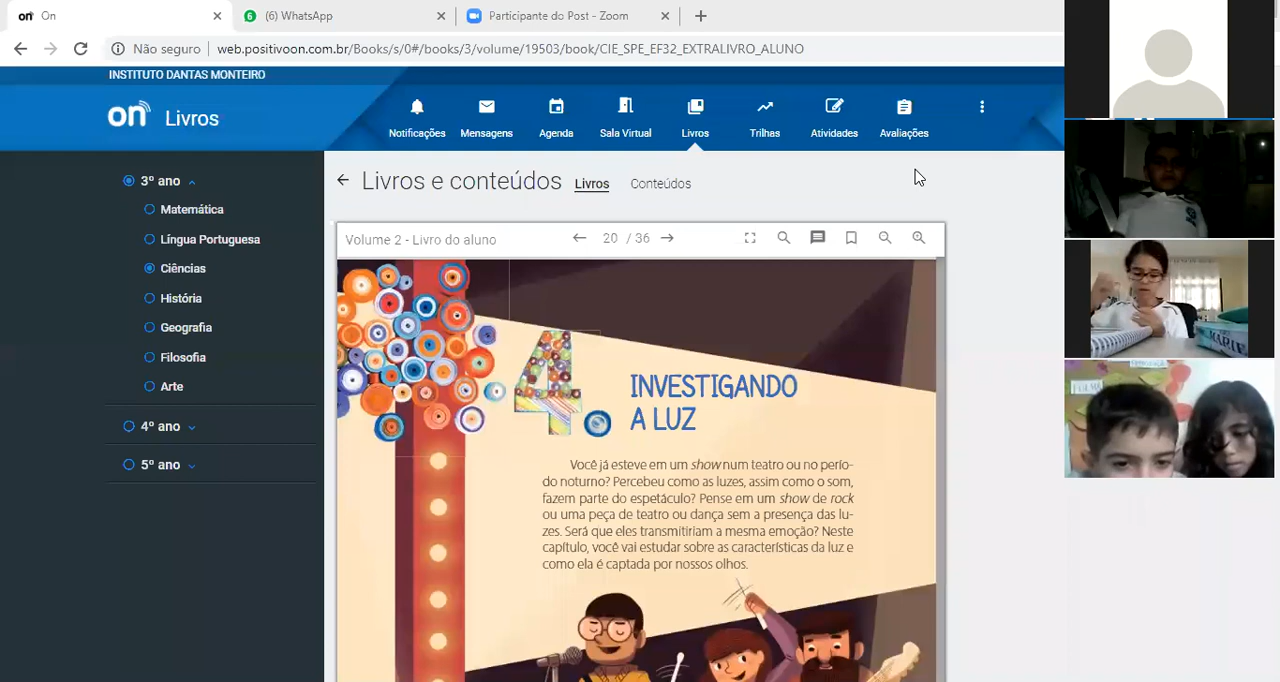 on On
6 (6) WhatsApp
Participante do Post - Zoom
Não seguro
web.positivoon.com.br/Books/s/0#/books/3/volume/19503/book/CIE_SPE_EF32_EXTRALIVRO_ALUNO
INSTITUTO DANTAS MONTEIRO
on Livros
Notificações
Mensagens
Agenda
Sala Virtual
Livros
Trilhas
Atividades
Avaliações
3º ano
Matemática
Língua Portuguesa
Ciências
História
Geografia
Filosofia
Arte
4º ano
5º ano
Livros e conteúdos
Livros
Conteúdos
Volume 2 - Livro do aluno
20 / 36
4.
INVESTIGANDO
A LUZ
Você já esteve em um show num teatro ou no perío-
do noturno? Percebeu como as luzes, assim como o som,
fazem parte do espetáculo? Pense em um show de rock
ou uma peça de teatro ou dança sem a presença das lu-
zes. Será que eles transmitiriam a mesma emoção? Neste
capítulo, você vai estudar sobre as características da luz e
como ela é captada por nossos olhos.